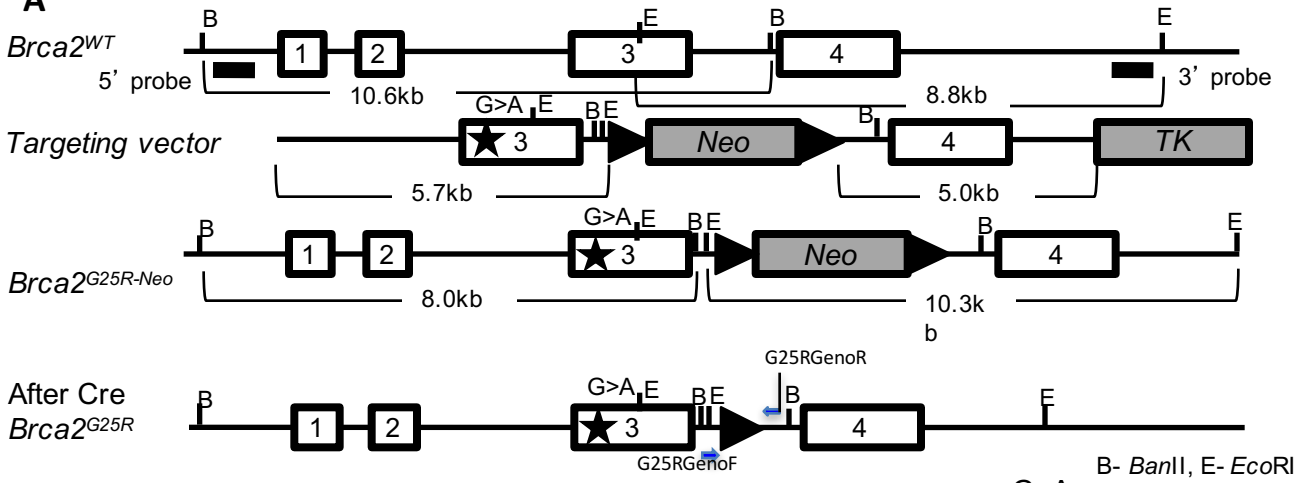 A
B E B E
Brca2WT 1 2 3 4
5’ probe 3’ probe
10.6kb 8.8kb
G>A E B E B
Targeting vector 3 Neo 4 TK
5.7kb 5.0kb
B G>A E B E B E
1 2 3 Neo 4
Brca2G25R-Neo
8.0kb 10.3k
b
G25RGenoR
After Cre B G>A E B E B E
Brca2G25R 1 2 3 4
G25RGenoF
B- BanII, E- EcoRI